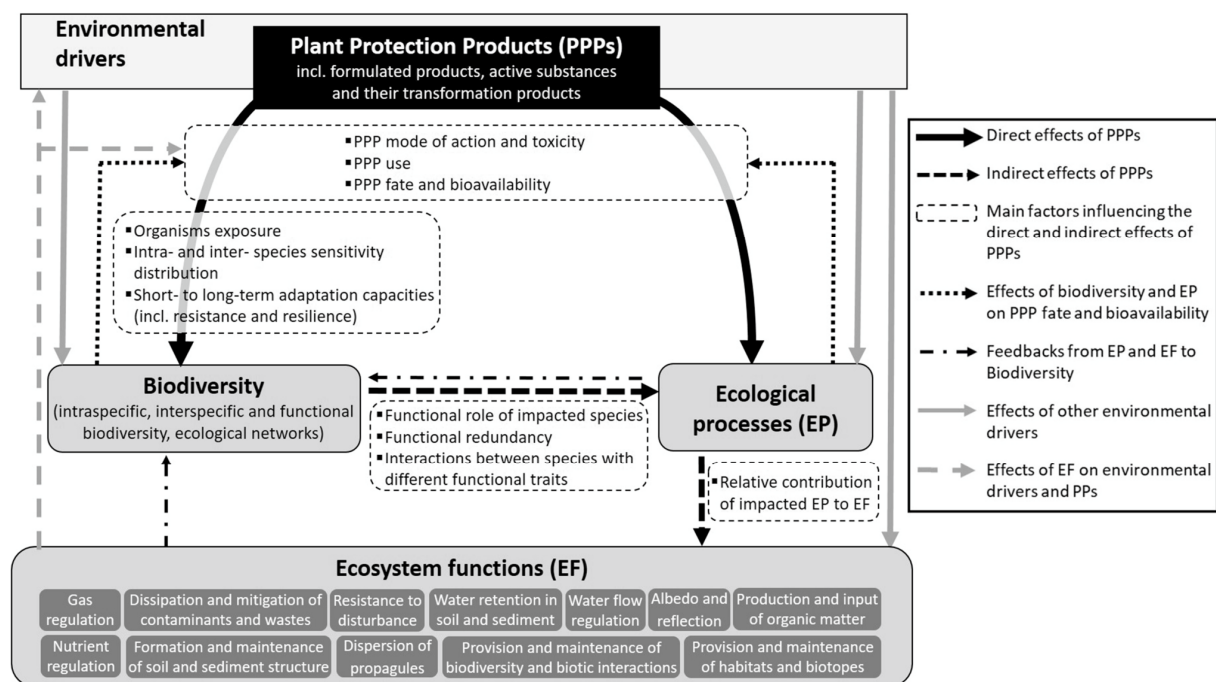 Environmental
drivers
Plant Protection Products (PPPs)
incl. formulated products, active substances
and their transformation products
▪PPP mode of action and toxicity
▪PPP use
▪PPP fate and bioavailability
▪Organisms exposure
▪Intra- and inter- species sensitivity
distribution
▪Short- to long-term adaptation capacities
(incl. resistance and resilience)
Biodiversity
(intraspecific, interspecific and functional
biodiversity, ecological networks)
▪Functional role of impacted species
▪Functional redundancy
▪Interactions between species with
different functional traits
Ecological
processes (EP)
▪Relative contribution
of impacted EP to EF
Ecosystem functions (EF)
Gas
regulation
Dissipation and mitigation of
contaminants and wastes
Resistance to
disturbance
Water retention in
soil and sediment
Water flow
regulation
Albedo and
reflection
Production and input
of organic matter
Nutrient
regulation
Formation and maintenance
of soil and sediment structure
Dispersion of
propagules
Provision and maintenance of
biodiversity and biotic interactions
Provision and maintenance
of habitats and biotopes
Direct effects of PPPs
Indirect effects of PPPs
Main factors influencing the
direct and indirect effects of
PPPs
Effects of biodiversity and EP
on PPP fate and bioavailability
Feedbacks from EP and EF to
Biodiversity
Effects of other environmental
drivers
Effects of EF on environmental
drivers and PPs